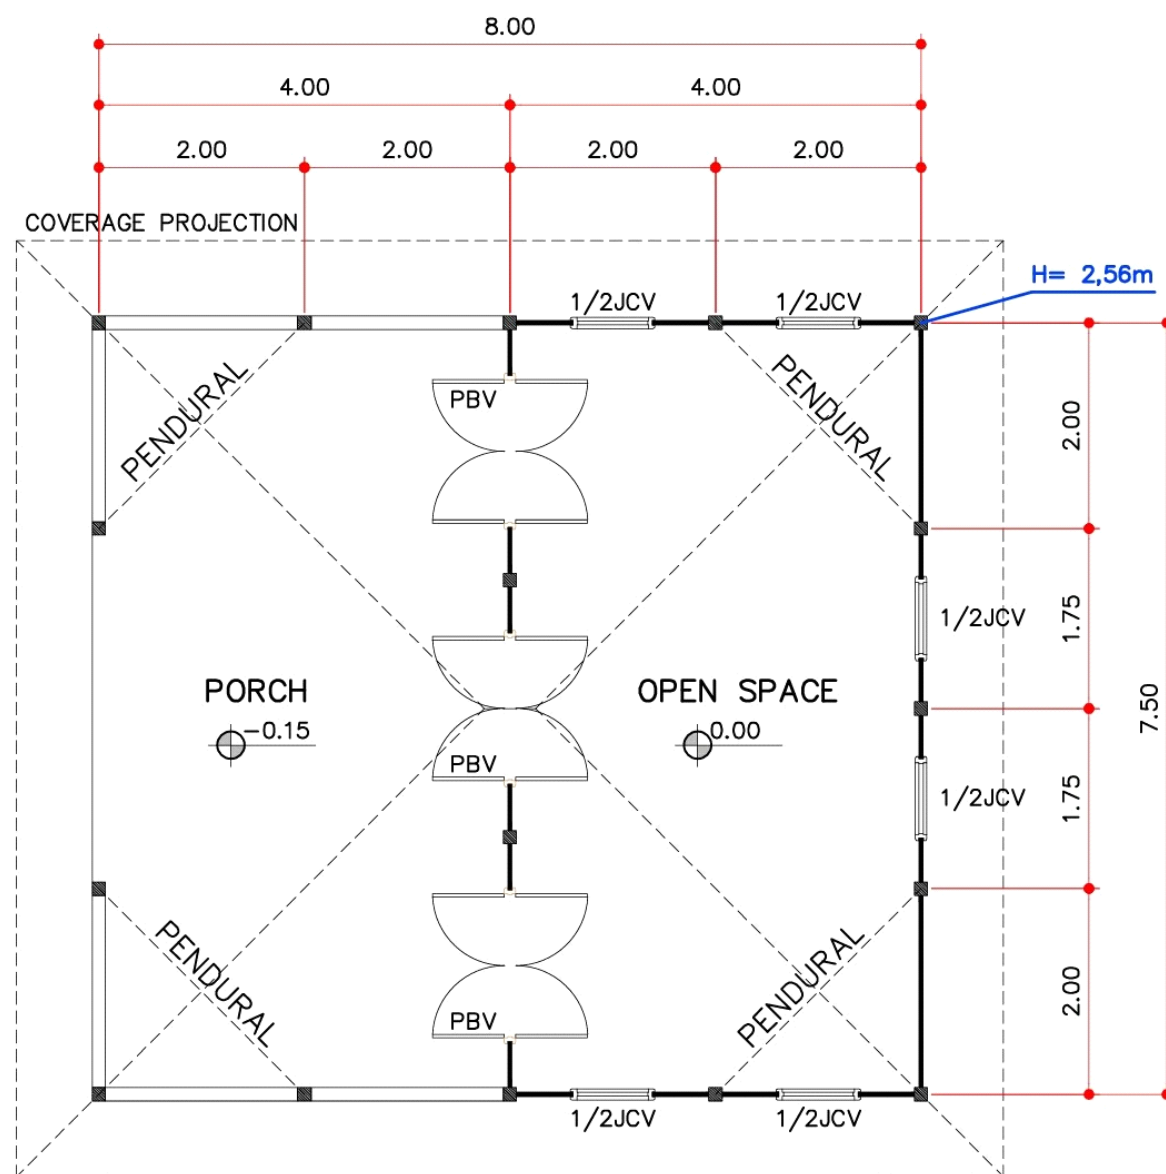 8.00
4.00 4.00
2.00 2.00 2.00 2.00
COVERAGE PROJECTION
H= 2,56m
1/2JCV 1/2JCV
PENDURAL
PBV
PENDURAL
2.00
1/2JCV
1.75
PORCH
OPEN SPACE
-0.15
0.00
7.50
PBV
1/2JCV
1.75
PENDURAL
PENDURAL
2.00
PBV
1/2JCV 1/2JCV